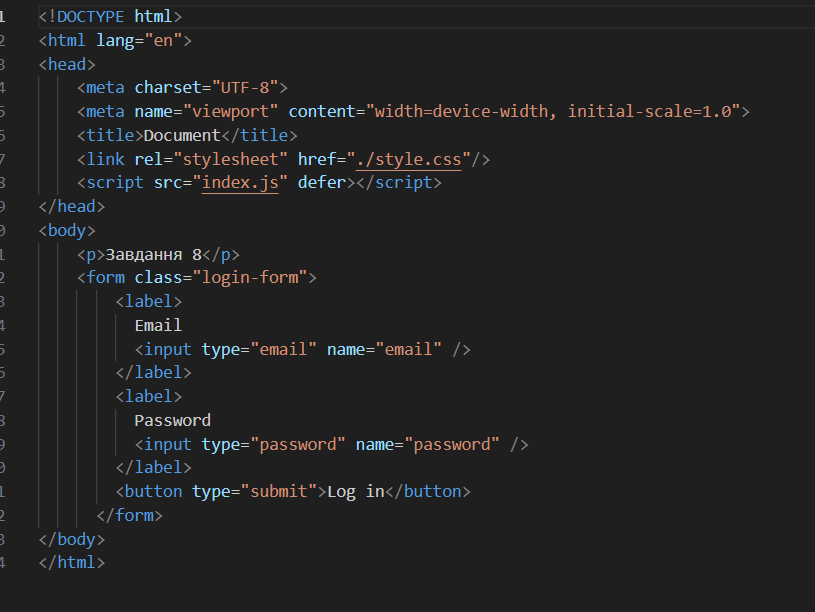 1 <!DOCTYPE html>
2 <html lang="en">
3 <head>
4 <meta charset="UTF-8">
5 <meta name="viewport" content="width=device-width, initial-scale=1.0">
6 <title>Document</title>
7 <link rel="stylesheet" href="./style.css"/>
8 <script src="index.js" defer></script>
9 </head>
0 <body>
1 <p>Завдання 8</p>
2 <form class="login-form">
3 <label>
4 Email
5 <input type="email" name="email" />
6 </label>
7 <label>
8 Password
9 <input type="password" name="password" />
0 </label>
1 <button type="submit">Log in</button>
2 </form>
3 </body>
4 </html>